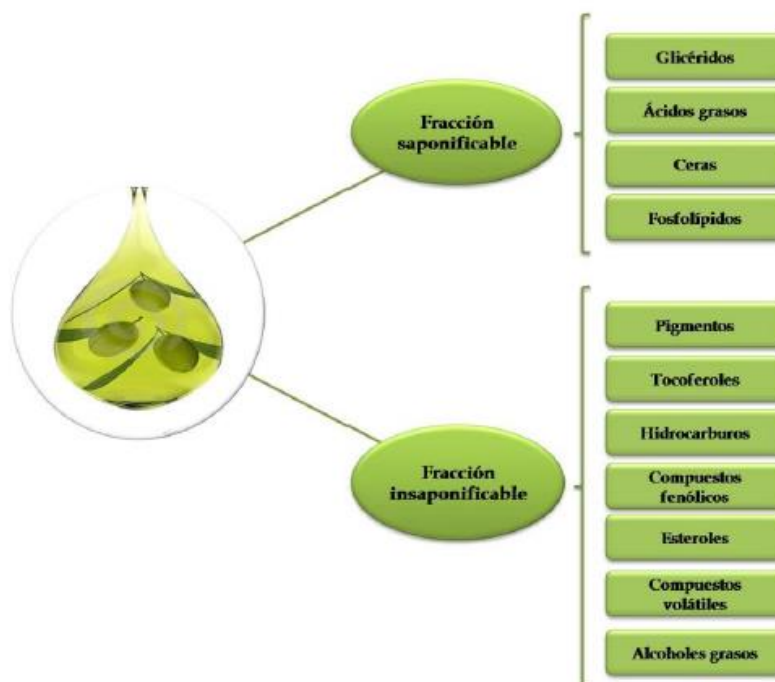 Fracción
saponificable
Glicéridos
Ácidos grasos
Ceras
Fosfolípidos
Fracción
insaponificable
Pigmentos
Tocoferoles
Hidrocarburos
Compuestos
fenólicos
Esteroles
Compuestos
volátiles
Alcoholes grasos